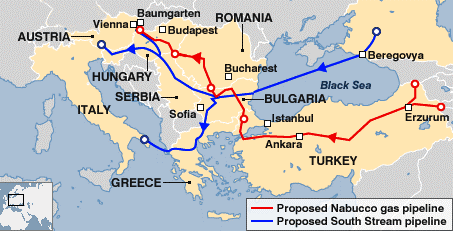 Baumgarten
ROMANIA
Vienna
AUSTRIA
Budapest
Beregovya
HUNGARY
Bucharest
Black Sea
SERBIA
ITALY
BULGARIA
Sofia
Istanbul
Erzurum
Ankara
TURKEY
GREECE
Proposed Nabucco gas pipeline
Proposed South Stream pipeline